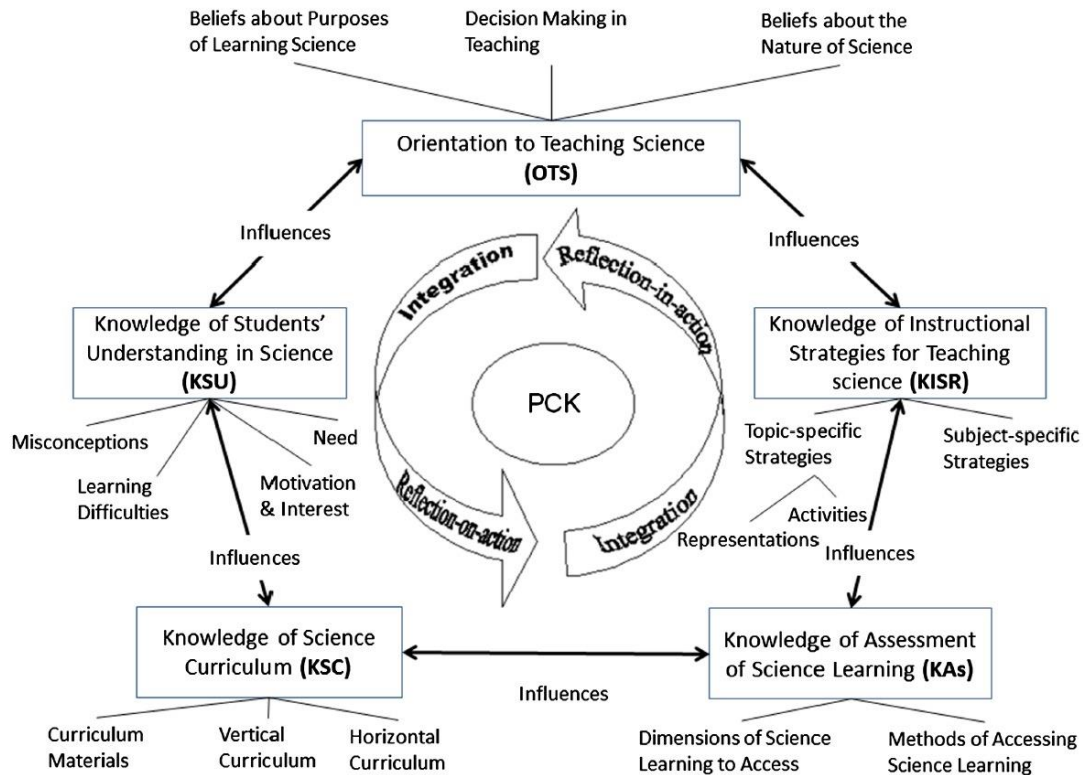 Beliefs about Purposes
of Learning Science
Decision Making in
Teaching
Beliefs about the
Nature of Science
Orientation to Teaching Science
(OTS)
Influences
Influences
Integration
Reflection-in-action
Knowledge of Students’
Understanding in Science
(KSU)
PCK
Knowledge of Instructional
Strategies for Teaching
science (KISR)
Misconceptions
Learning
Difficulties
Motivation
& Interest
Need
Topic-specific
Strategies
Subject-specific
Strategies
Activities
Representations
Reflection-on-action
Integration
Influences
Influences
Knowledge of Science
Curriculum (KSC)
Influences
Knowledge of Assessment
of Science Learning (KAs)
Curriculum
Materials
Vertical
Curriculum
Horizontal
Curriculum
Dimensions of Science
Learning to Access
Methods of Accessing
Science Learning